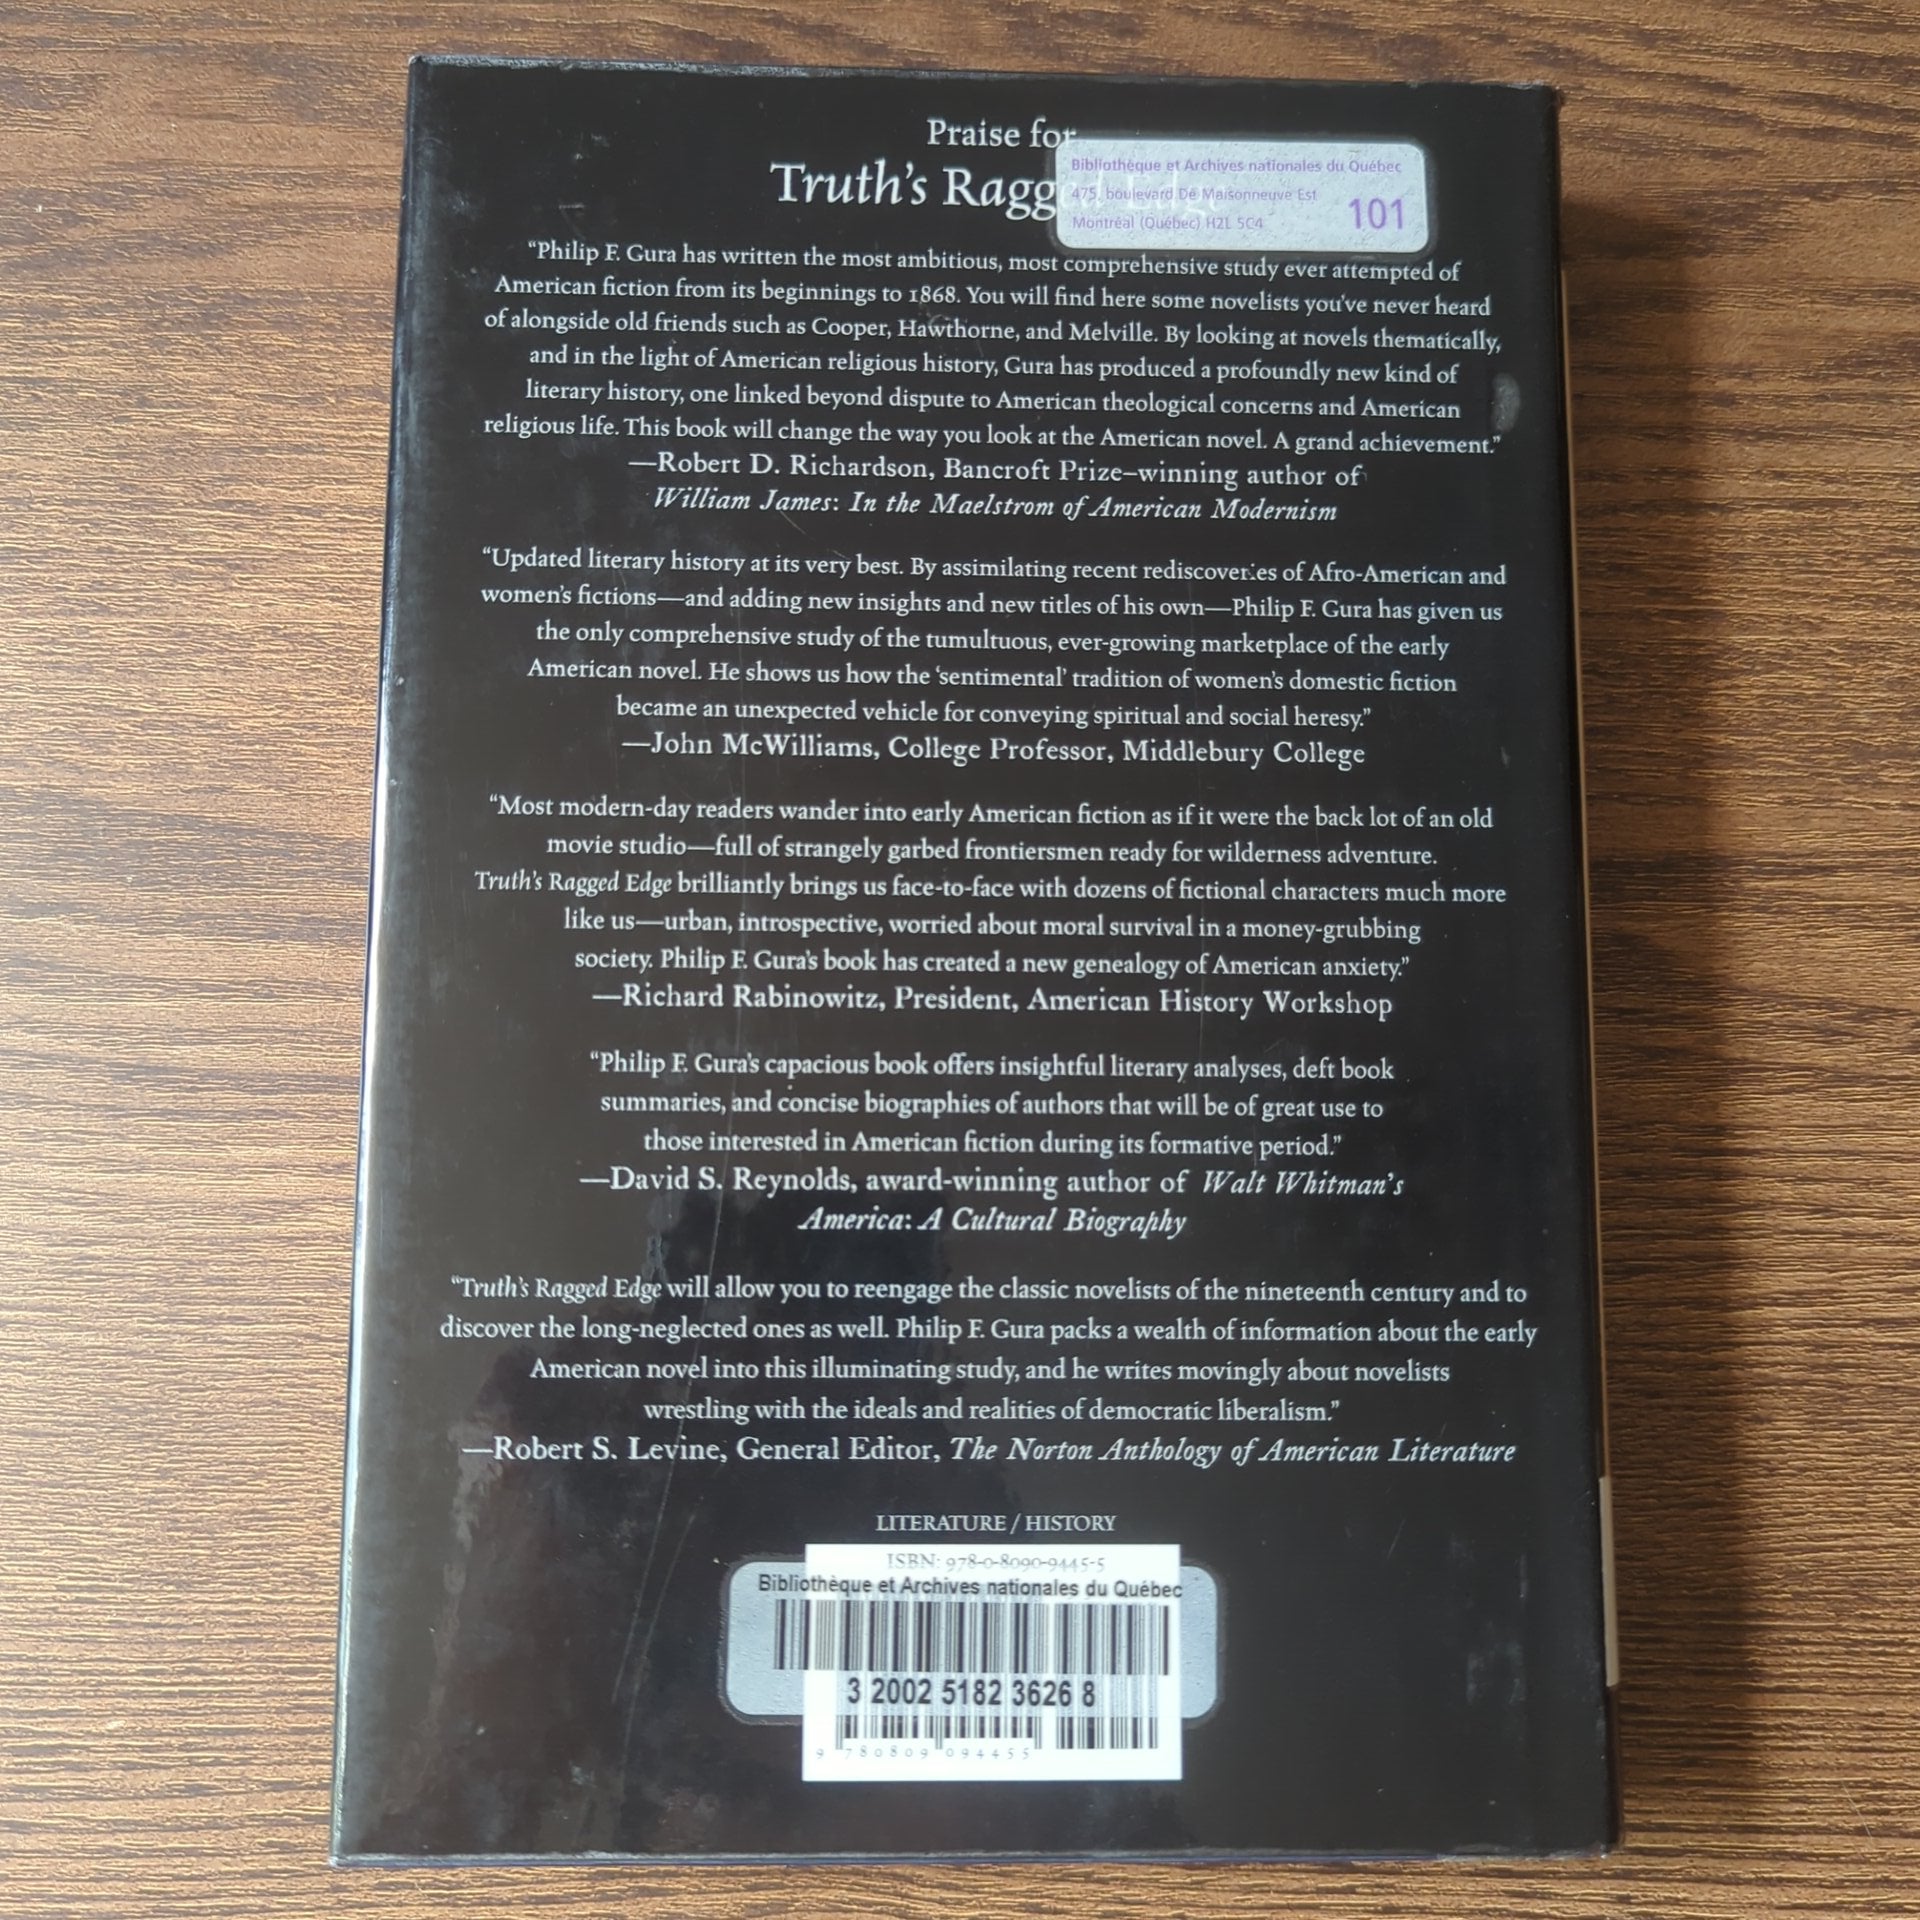 Praise for
Truth's Ragged Edge
Bibliothèque et Archives nationales du Québec
475, boulevard De Maisonneuve Est
Montréal (Québec) H2L 5C4
101
“Philip F. Gura has written the most ambitious, most comprehensive study ever attempted of
American fiction from its beginnings to 1868. You will find here some novelists you’ve never heard
of alongside old friends such as Cooper, Hawthorne, and Melville. By looking at novels thematically,
and in the light of American religious history, Gura has produced a profoundly new kind of
literary history, one linked beyond dispute to American theological concerns and American
religious life. This book will change the way you look at the American novel. A grand achievement.”
—Robert D. Richardson, Bancroft Prize–winning author of
William James: In the Maelstrom of American Modernism
“Updated literary history at its very best. By assimilating recent rediscoveries of Afro-American and
women’s fictions—and adding new insights and new titles of his own—Philip F. Gura has given us
the only comprehensive study of the tumultuous, ever-growing marketplace of the early
American novel. He shows us how the ‘sentimental’ tradition of women’s domestic fiction
became an unexpected vehicle for conveying spiritual and social heresy.”
—John McWilliams, College Professor, Middlebury College
“Most modern-day readers wander into early American fiction as if it were the back lot of an old
movie studio—full of strangely garbed frontiersmen ready for wilderness adventure.
Truth’s Ragged Edge brilliantly brings us face-to-face with dozens of fictional characters much more
like us—urban, introspective, worried about moral survival in a money-grubbing
society. Philip F. Gura’s book has created a new genealogy of American anxiety.”
—Richard Rabinowitz, President, American History Workshop
“Philip F. Gura’s capacious book offers insightful literary analyses, deft book
summaries, and concise biographies of authors that will be of great use to
those interested in American fiction during its formative period.”
—David S. Reynolds, award-winning author of Walt Whitman’s
America: A Cultural Biography
“Truth’s Ragged Edge will allow you to reengage the classic novelists of the nineteenth century and to
discover the long-neglected ones as well. Philip F. Gura packs a wealth of information about the early
American novel into this illuminating study, and he writes movingly about novelists
wrestling with the ideals and realities of democratic liberalism.”
—Robert S. Levine, General Editor, The Norton Anthology of American Literature
LITERATURE / HISTORY
ISBN: 978-0-8090-9445-5
Bibliothèque et Archives nationales du Québec
3 2002 5182 3626 8
9 780809 094455